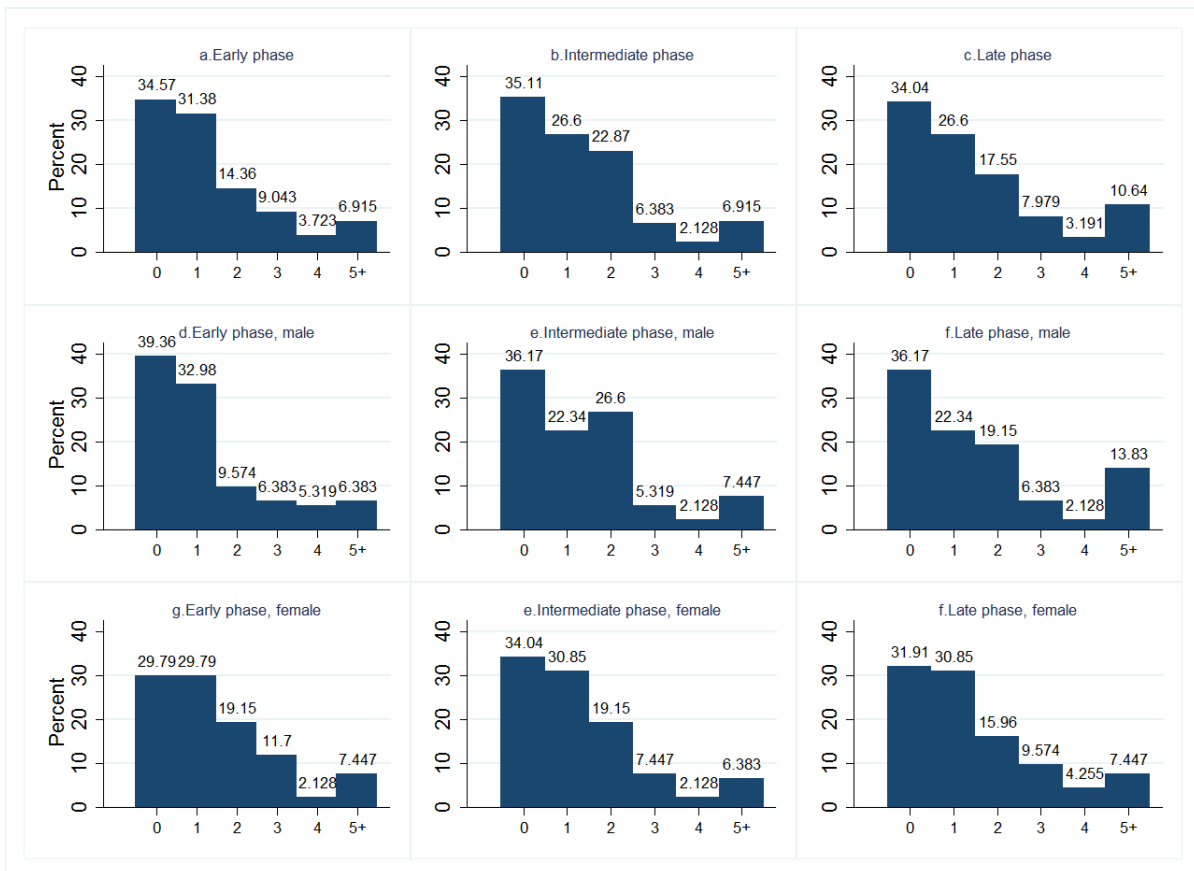 a.Early phase
Percent
0 10 20 30 40
34.57 31.38 14.36 9.043 3.723 6.915
0 1 2 3 4 5+
b.Intermediate phase
0 10 20 30 40
35.11 26.6 22.87 6.383 2.128 6.915
0 1 2 3 4 5+
c.Late phase
0 10 20 30 40
34.04 26.6 17.55 7.979 3.191 10.64
0 1 2 3 4 5+
d.Early phase, male
Percent
0 10 20 30 40
39.36 32.98 9.574 6.383 5.319 6.383
0 1 2 3 4 5+
e.Intermediate phase, male
0 10 20 30 40
36.17 22.34 26.6 5.319 2.128 7.447
0 1 2 3 4 5+
f.Late phase, male
0 10 20 30 40
36.17 22.34 19.15 6.383 2.128 13.83
0 1 2 3 4 5+
g.Early phase, female
Percent
0 10 20 30 40
29.79 29.79 19.15 11.7 2.128 7.447
0 1 2 3 4 5+
e.Intermediate phase, female
0 10 20 30 40
34.04 30.85 19.15 7.447 2.128 6.383
0 1 2 3 4 5+
f.Late phase, female
0 10 20 30 40
31.91 30.85 15.96 9.574 4.255 7.447
0 1 2 3 4 5+